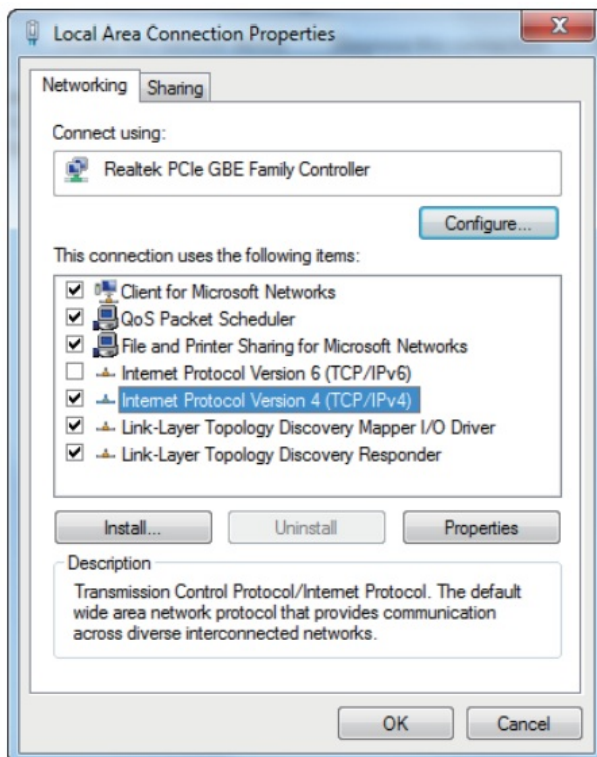 Local Area Connection Properties
Networking
Sharing
Connect using:
Realtek PCIe GBE Family Controller
Configure...
This connection uses the following items:
Client for Microsoft Networks
QoS Packet Scheduler
File and Printer Sharing for Microsoft Networks
Internet Protocol Version 6 (TCP/IPv6)
Internet Protocol Version 4 (TCP/IPv4)
Link-Layer Topology Discovery Mapper I/O Driver
Link-Layer Topology Discovery Responder
Install...
Uninstall
Properties
Description
Transmission Control Protocol/Internet Protocol. The default
wide area network protocol that provides communication
across diverse interconnected networks.
OK
Cancel